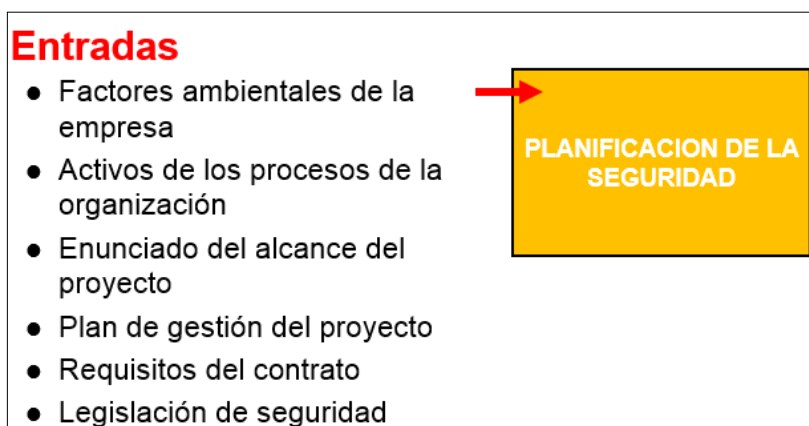 Entradas
● Factores ambientales de la
empresa
● Activos de los procesos de la
organización
● Enunciado del alcance del
proyecto
● Plan de gestión del proyecto
● Requisitos del contrato
● Legislación de seguridad
PLANIFICACION DE LA
SEGURIDAD